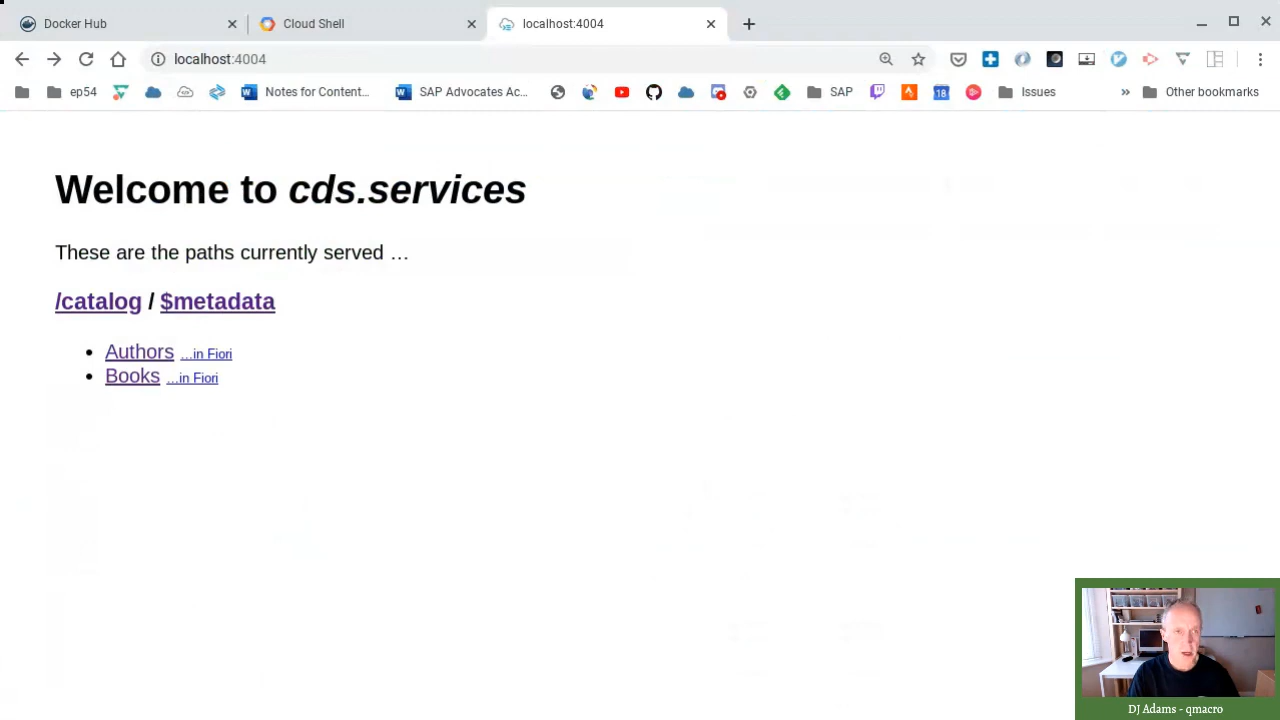 Docker Hub
Cloud Shell
localhost:4004
localhost:4004
ep54
Notes for Content...
SAP Advocates Ac...
SAP
18
Issues
»
Other bookmarks
Welcome to cds.services
These are the paths currently served …
/catalog / $metadata
• Authors ...in Fiori
• Books ...in Fiori
DJ Adams - qmacro